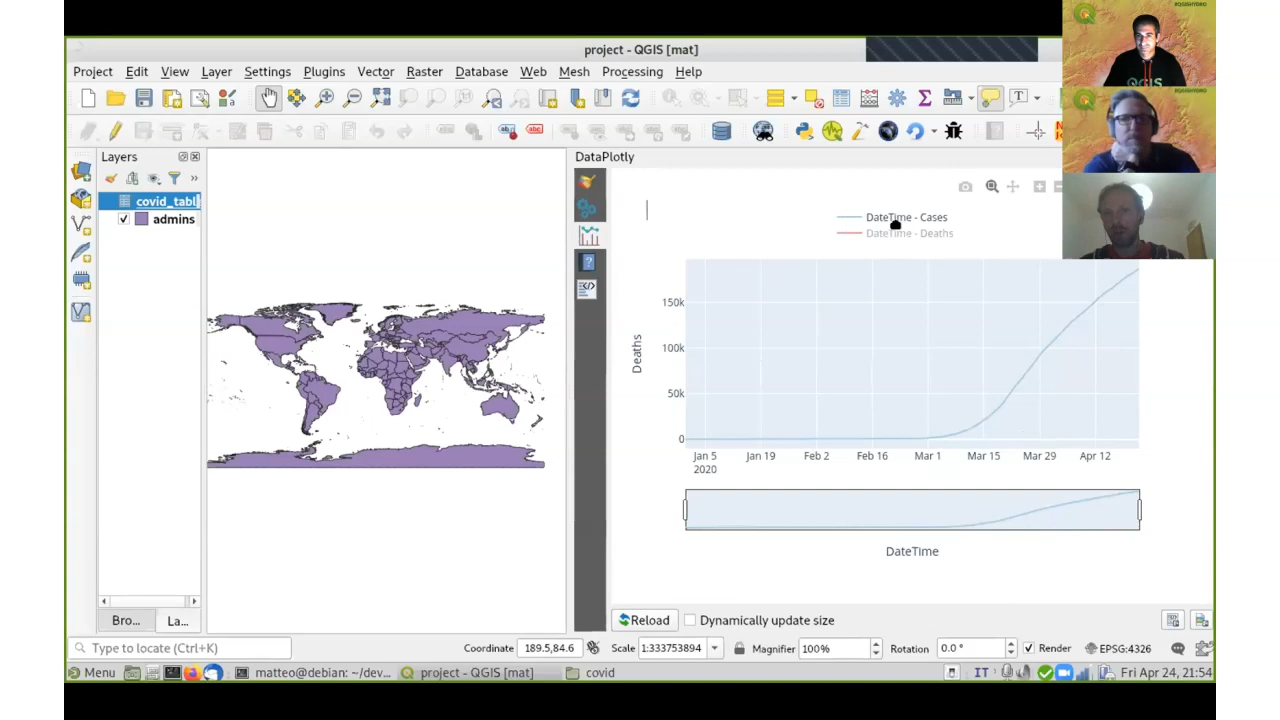 project - QGIS [mat]
Project Edit View Layer Settings Plugins Vector Raster Database Web Mesh Processing Help
Layers
DataPlotly
covid_tabl
admins
DateTime - Cases
DateTime - Deaths
150k
100k
50k
0
Deaths
Jan 5 Jan 19 Feb 2 Feb 16 Mar 1 Mar 15 Mar 29 Apr 12
2020
DateTime
Bro... La...
Reload Dynamically update size
Type to locate (Ctrl+K) Coordinate 189.5,84.6 Scale 1:333753894 Magnifier 100% Rotation 0.0 ° Render EPSG:4326
Menu matteo@debian: ~/dev... project - QGIS [mat] covid IT Fri Apr 24, 21:54
#QGISHYDRO
#QGISHYDRO
QGIS